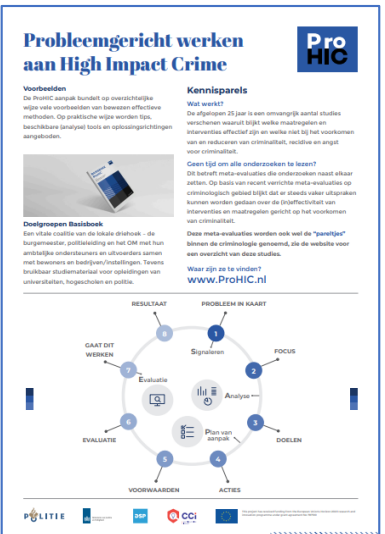 Probleemgericht werken
aan High Impact Crime
Pro
HIC
Voorbeelden
De ProHIC aanpak bundelt op overzichtelijke
wijze vele voorbeelden van bewezen effectieve
methoden. Op praktische wijze worden tips,
beschikbare (analyse) tools en oplossingsrichtingen
aangeboden.
Doelgroepen Basisboek
Een vitale coalitie van de lokale driehoek – de
burgemeester, politieleiding en het OM met hun
ambtelijke ondersteuners en uitvoerders samen
met bewoners en bedrijven/instellingen. Tevens
bruikbaar studiemateriaal voor opleidingen van
universiteiten, hogescholen en politie.
Kennisparels
Wat werkt?
De afgelopen 25 jaar is een omvangrijk aantal studies
verschenen waaruit blijkt welke maatregelen en
interventies effectief zijn en welke niet bij het voorkomen
van en reduceren van criminaliteit, recidive en angst
voor criminaliteit.
Geen tijd om alle onderzoeken te lezen?
Dit betreft meta-evaluaties die onderzoeken naast elkaar
zetten. Op basis van recent verrichte meta-evaluaties op
criminologisch gebied blijkt dat er steeds vaker uitspraken
kunnen worden gedaan over de (in)effectiviteit van
interventies en maatregelen gericht op het voorkomen
van criminaliteit.
Deze meta-evaluaties worden ook wel de "pareltjes"
binnen de criminologie genoemd, zie de website voor
een overzicht van deze studies.
Waar zijn ze te vinden?
www.ProHIC.nl
RESULTAAT
PROBLEEM IN KAART
8
1
Signaleren
GAAT DIT
WERKEN
FOCUS
7
2
Evaluatie
Analyse
6
3
Plan van
aanpak
EVALUATIE
DOELEN
5
4
VOORWAARDEN
ACTIES
POLITIE
DSP
CCi